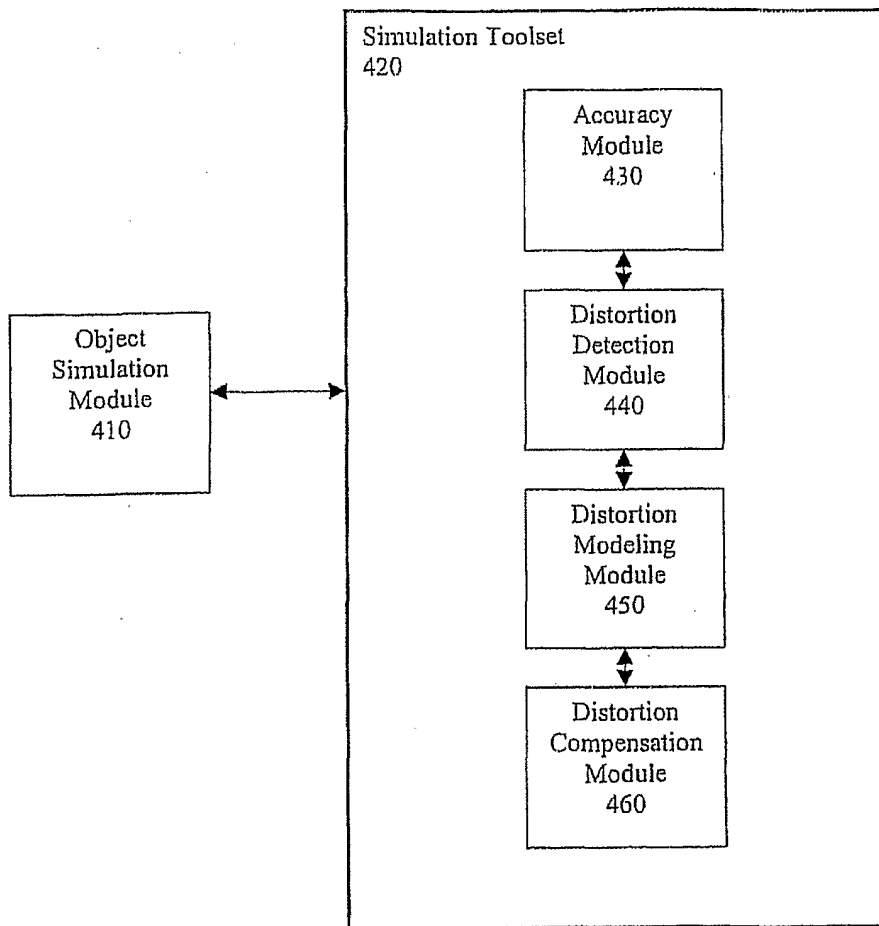 Simulation Toolset
420
Accuracy
Module
430
Distortion
Detection
Module
440
Object
Simulation
Module
410
Distortion
Modeling
Module
450
Distortion
Compensation
Module
460